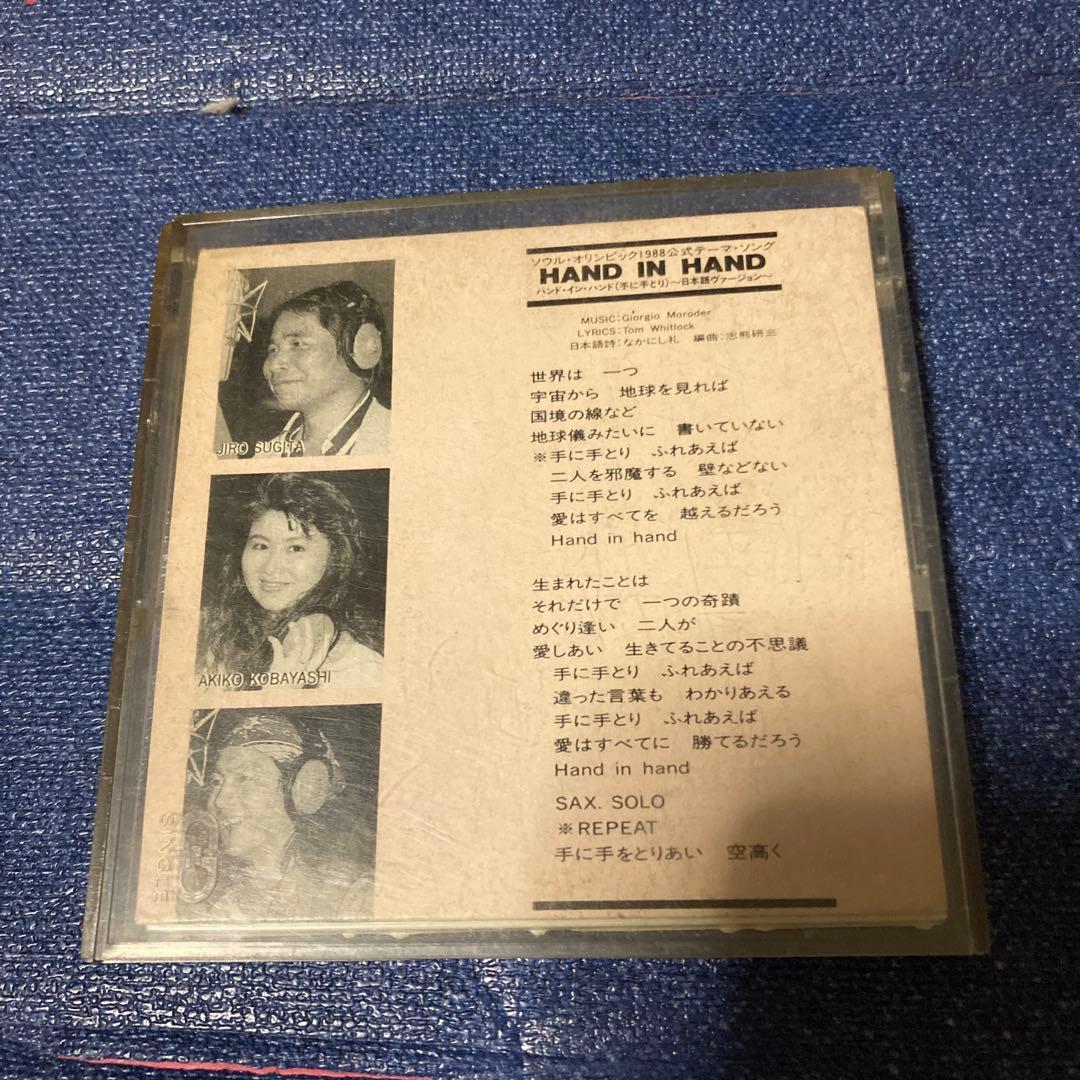 ソウル・オリンピック1988公式テーマ・ソング
HAND IN HAND
ハンド・イン・ハンド(手に手とり)〜日本語ヴァージョン〜
MUSIC:Giorgio Moroder
LYRICS:Tom Whitlock
日本語詩:なかにし礼 編曲:志熊研三
世界は 一つ
宇宙から 地球を見れば
国境の線など
地球儀みたいに 書いていない
※手に手とり ふれあえば
二人を邪魔する 壁などない
手に手とり ふれあえば
愛はすべてを 越えるだろう
Hand in hand
生まれたことは
それだけで 一つの奇蹟
めぐり逢い 二人が
愛しあい 生きてることの不思議
手に手とり ふれあえば
違った言葉も わかりあえる
手に手とり ふれあえば
愛はすべてに 勝てるだろう
Hand in hand
SAX. SOLO
※REPEAT
手に手をとりあい 空高く
JIRO SUGITA
AKIKO KOBAYASHI